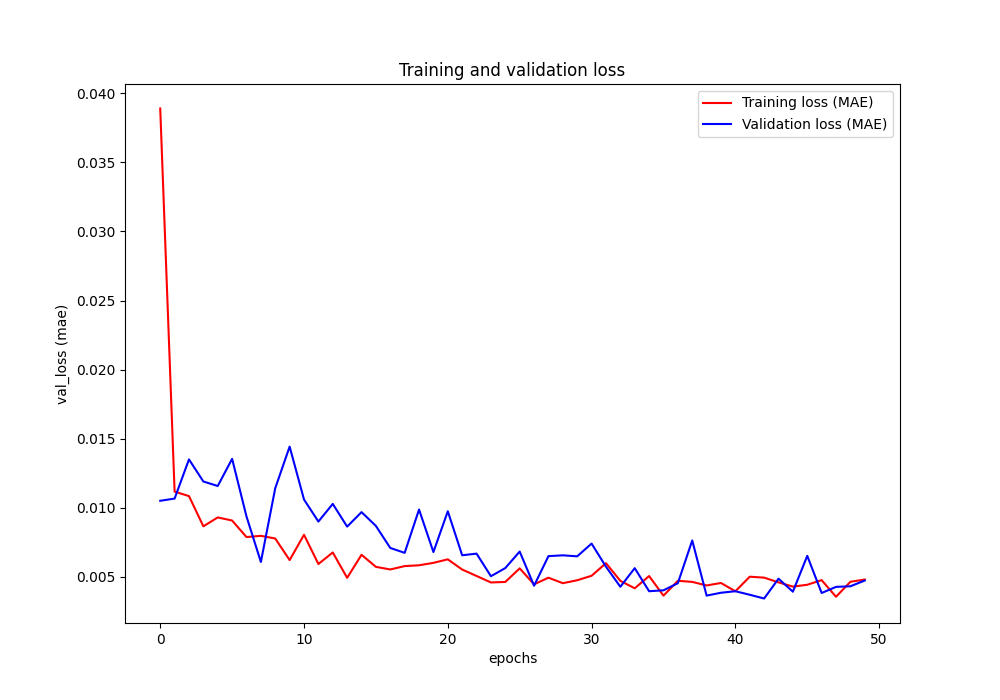 Training and validation loss
Training loss (MAE)
Validation loss (MAE)
val_loss (mae)
0.040
0.035
0.030
0.025
0.020
0.015
0.010
0.005
0 10 20 30 40 50
epochs